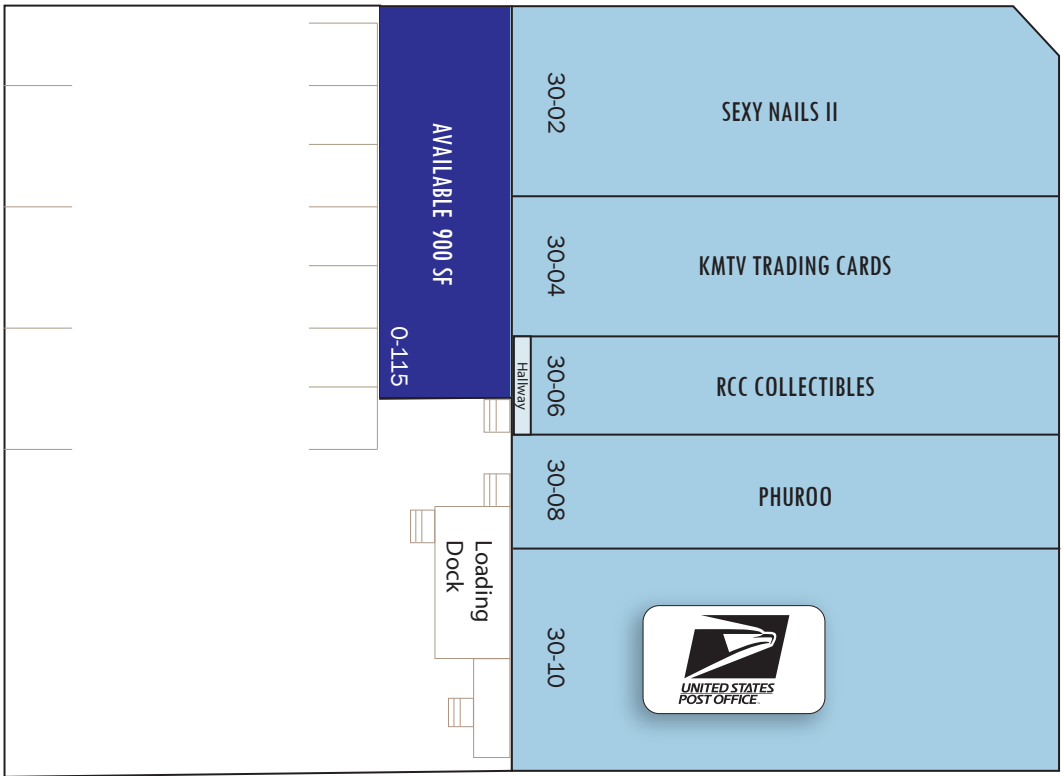 30-02
SEXY NAILS II
AVAILABLE 900 SF
0-115
30-04
KMTV TRADING CARDS
Hallway
30-06
RCC COLLECTIBLES
30-08
PHUROO
Loading
Dock
30-10
UNITED STATES
POST OFFICE™